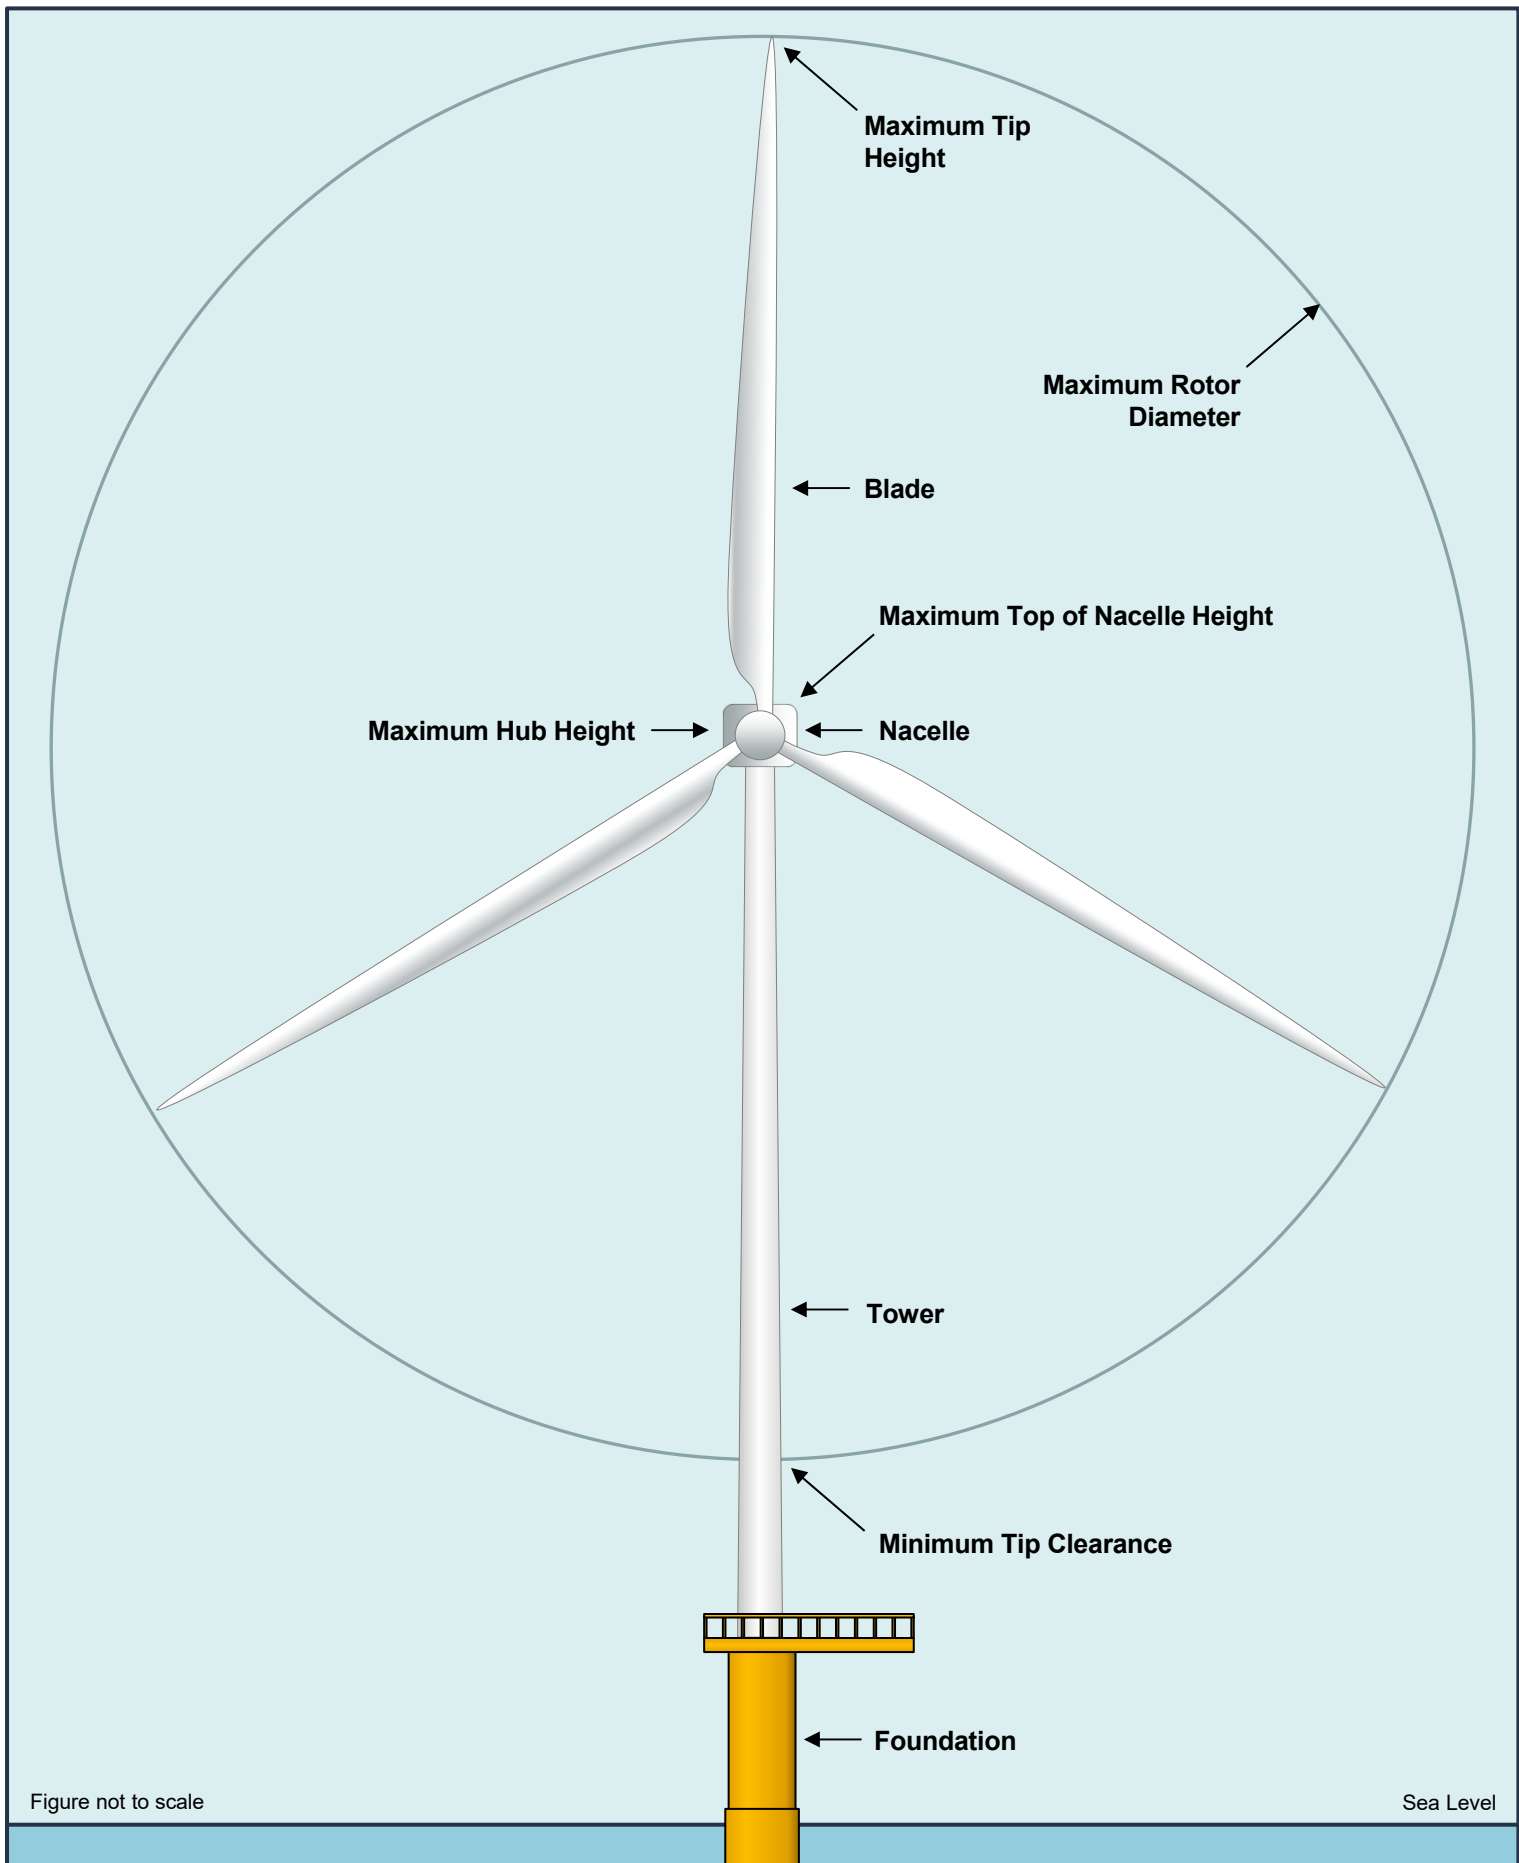 Maximum Tip
Height
Maximum Rotor
Diameter
Blade
Maximum Top of Nacelle Height
Maximum Hub Height
Nacelle
Tower
Minimum Tip Clearance
Foundation
Figure not to scale
Sea Level